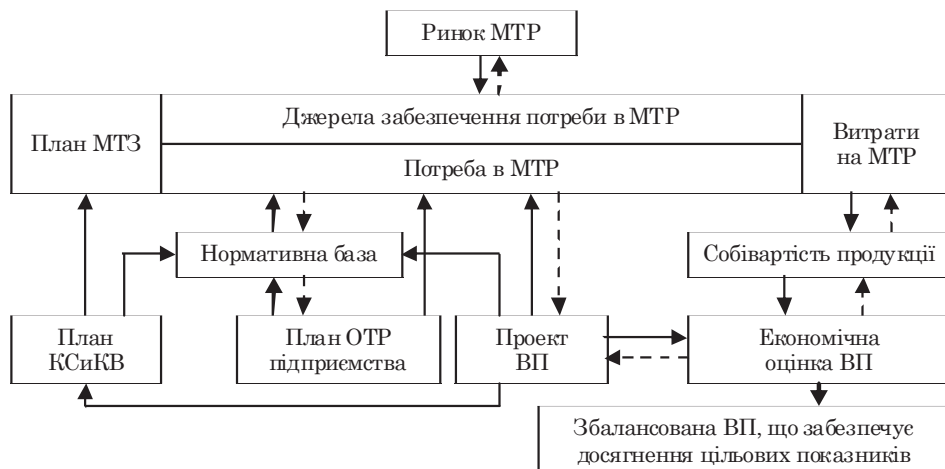 Ринок МТР
План МТЗ
Джерела забезпечення потреби в МТР
Потреба в МТР
Витрати
на МТР
Нормативна база
Собівартість продукції
План
КСиКВ
План ОТР
підприємства
Проект
ВП
Економічна
оцінка ВП
Збалансована ВП, що забезпечує
досягнення цільових показників